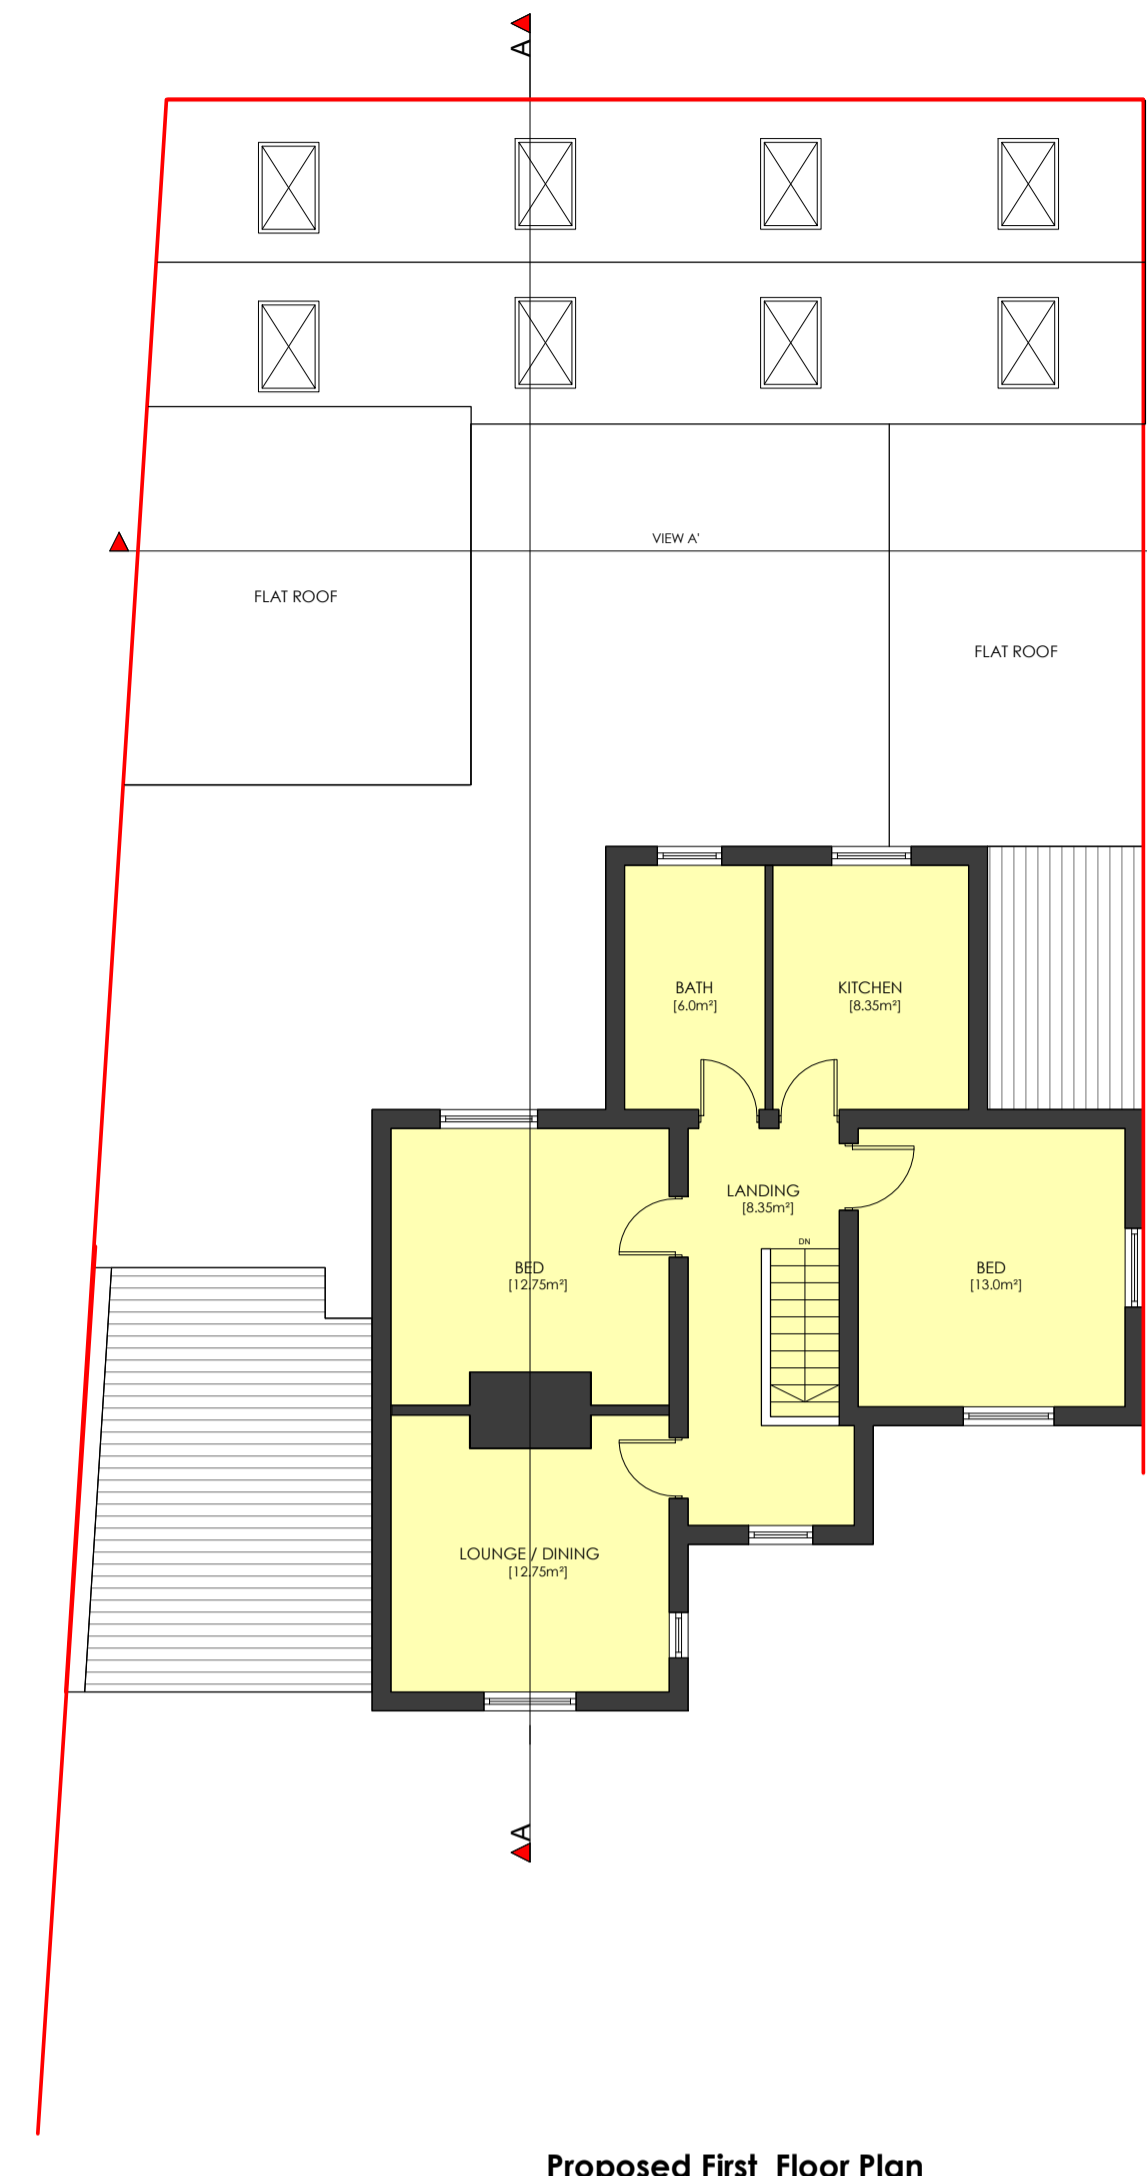 A
VIEW A'
FLAT ROOF
FLAT ROOF
BATH
[6.0m²]
KITCHEN
[8.35m²]
LANDING
[8.35m²]
DN
BED
[12.75m²]
BED
[13.0m²]
LOUNGE / DINING
[12.75m²]
A
Proposed First Floor Plan